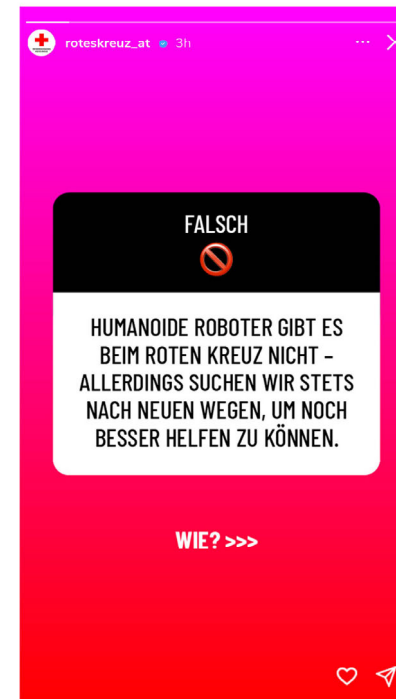 roteskreuz_at 3h
FALSCH
HUMANOIDE ROBOTER GIBT ES
BEIM ROTEN KREUZ NICHT –
ALLERDINGS SUCHEN WIR STETS
NACH NEUEN WEGEN, UM NOCH
BESSER HELFEN ZU KÖNNEN.
WIE? >>>